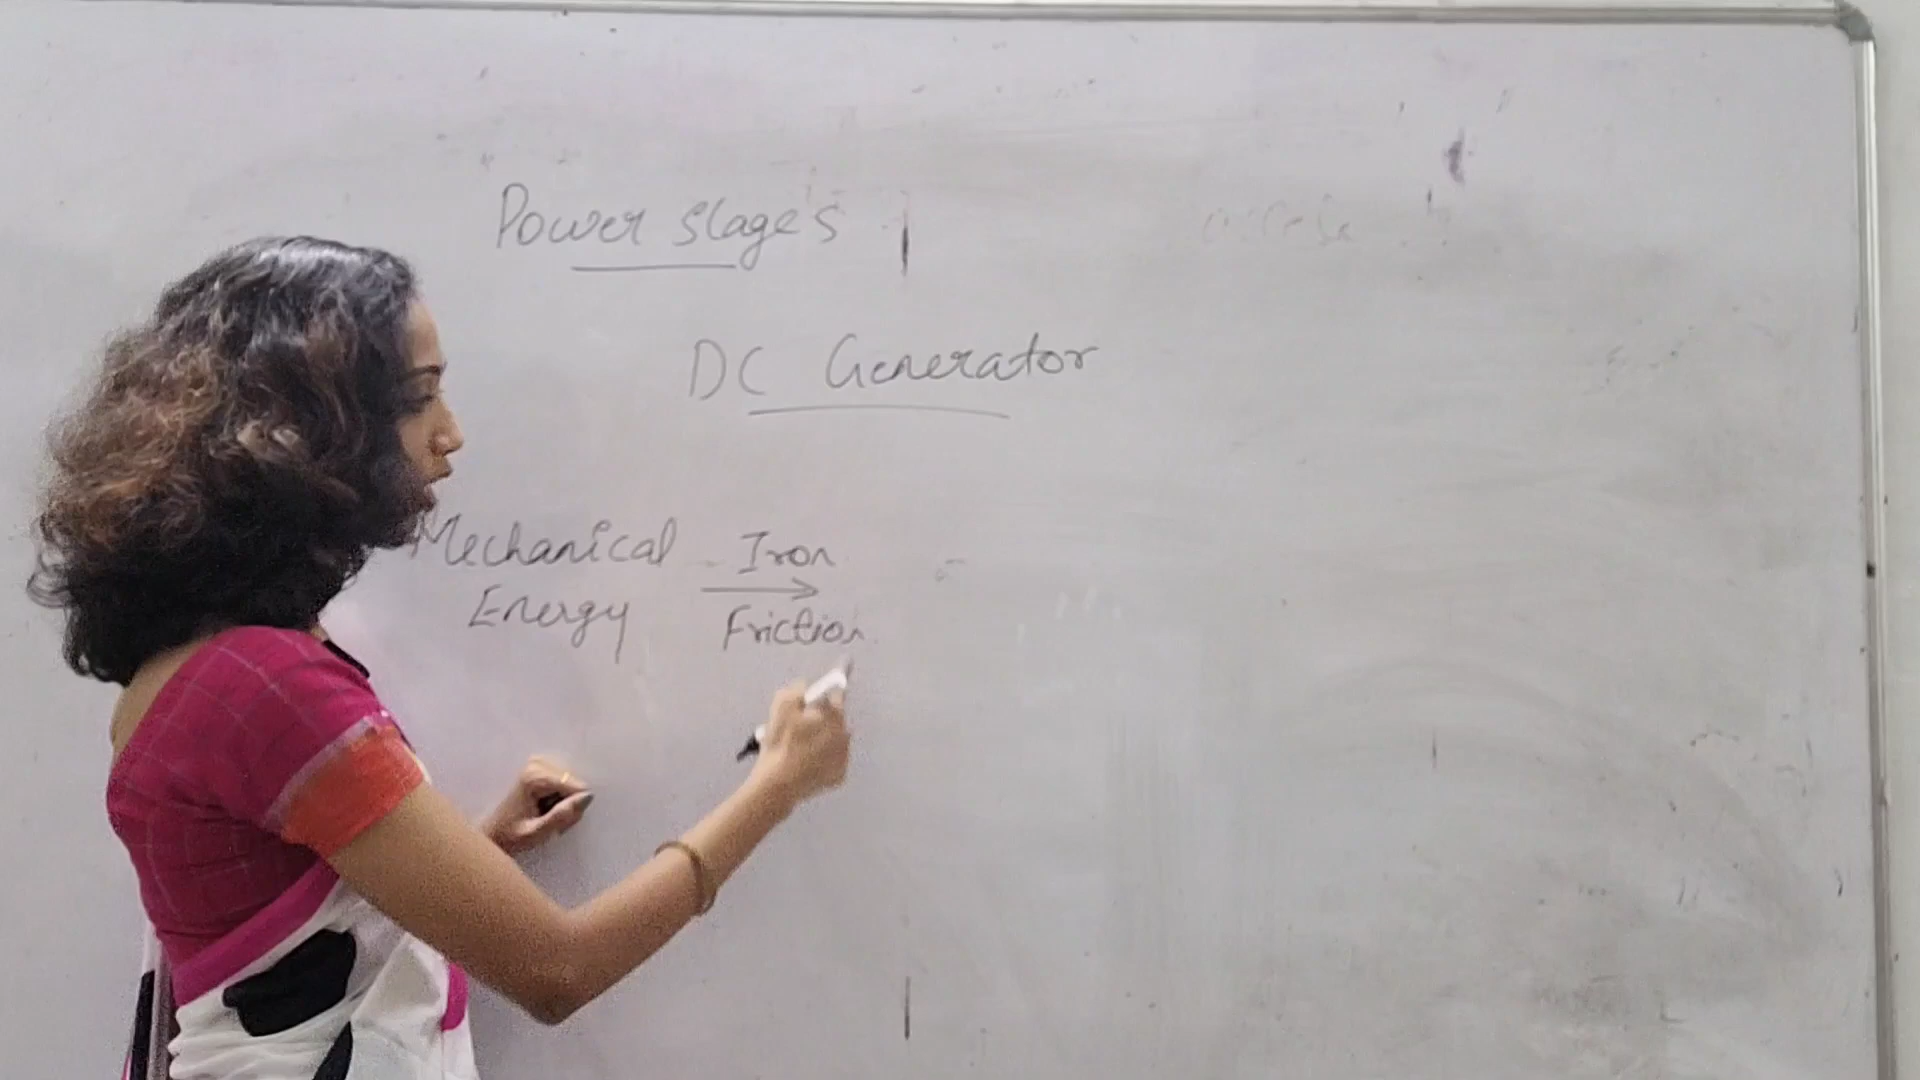 Power stages
DC Generator
Mechanical Iron
Energy Friction